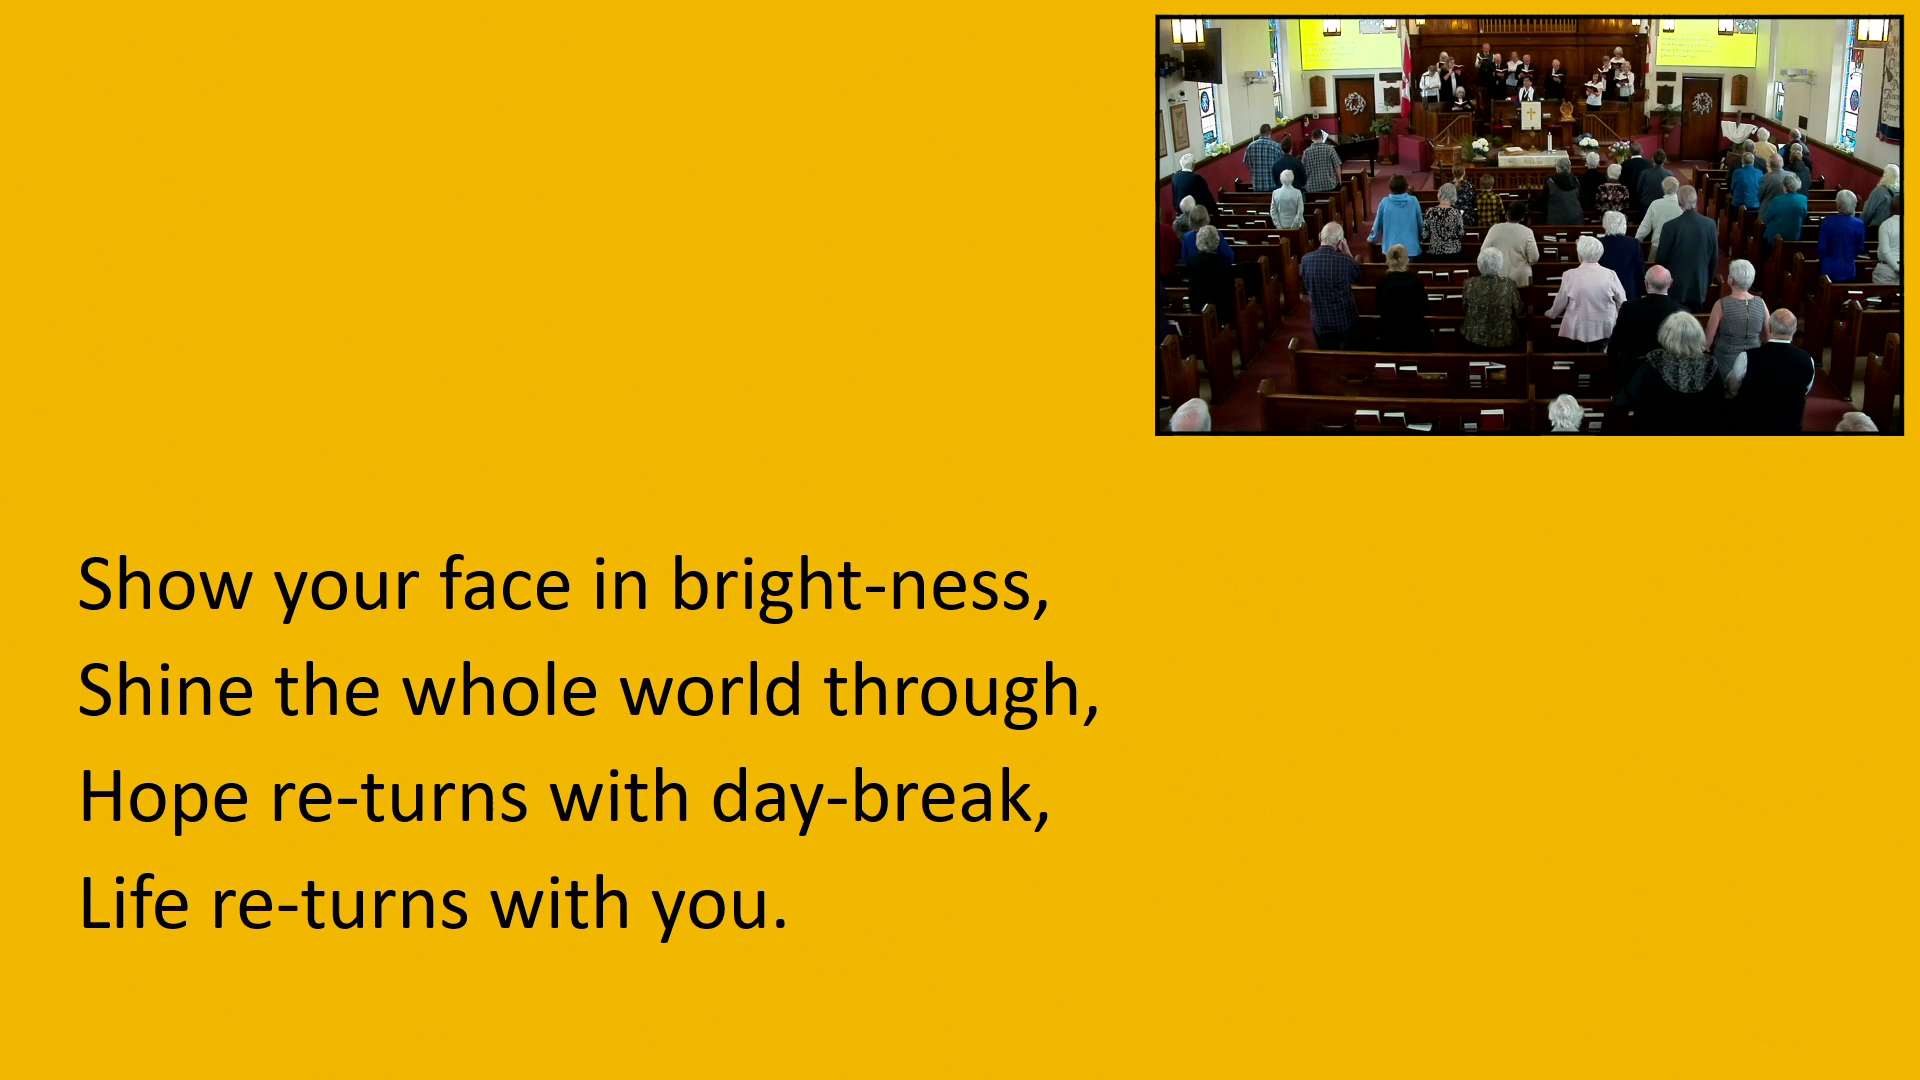 Show your face in bright-ness,
Shine the whole world through,
Hope re-turns with day-break,
Life re-turns with you.